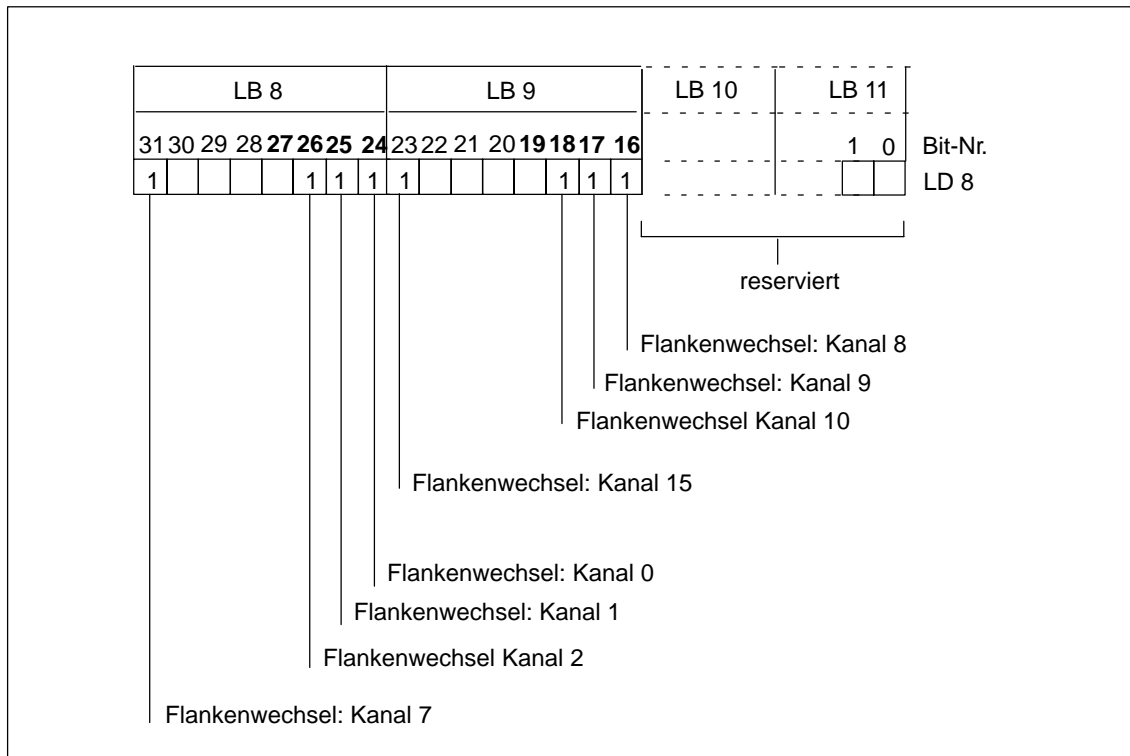 LB 8 LB 9 LB 10 LB 11
31 30 29 28 27 26 25 24 23 22 21 20 19 18 17 16 1 0 Bit-Nr.
1 1 1 1 1 1 1 1 LD 8
reserviert
Flankenwechsel: Kanal 8
Flankenwechsel: Kanal 9
Flankenwechsel Kanal 10
Flankenwechsel: Kanal 15
Flankenwechsel: Kanal 0
Flankenwechsel: Kanal 1
Flankenwechsel Kanal 2
Flankenwechsel: Kanal 7